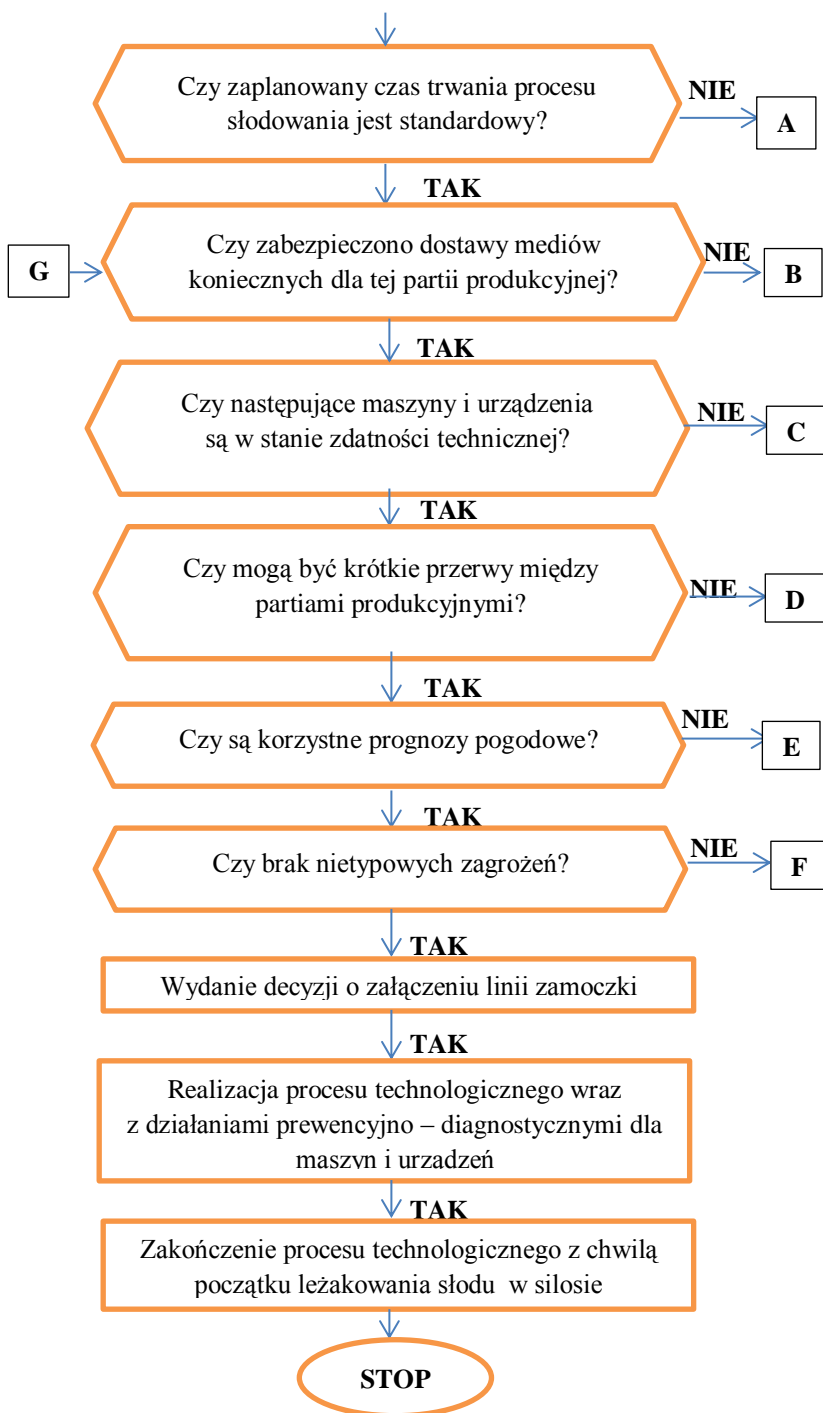 Czy zaplanowany czas trwania procesu
słodowania jest standardowy?
NIE
A
TAK
G
Czy zabezpieczono dostawy mediów
koniecznych dla tej partii produkcyjnej?
NIE
B
TAK
Czy następujące maszyny i urządzenia
są w stanie zdatności technicznej?
NIE
C
TAK
Czy mogą być krótkie przerwy między
partiami produkcyjnymi?
NIE
D
TAK
Czy są korzystne prognozy pogodowe?
NIE
E
TAK
Czy brak nietypowych zagrożeń?
NIE
F
TAK
Wydanie decyzji o załączeniu linii zamoczki
TAK
Realizacja procesu technologicznego wraz
z działaniami prewencyjno – diagnostycznymi dla
maszyn i urządzeń
TAK
Zakończenie procesu technologicznego z chwilą
początku leżakowania słodu w silosie
STOP